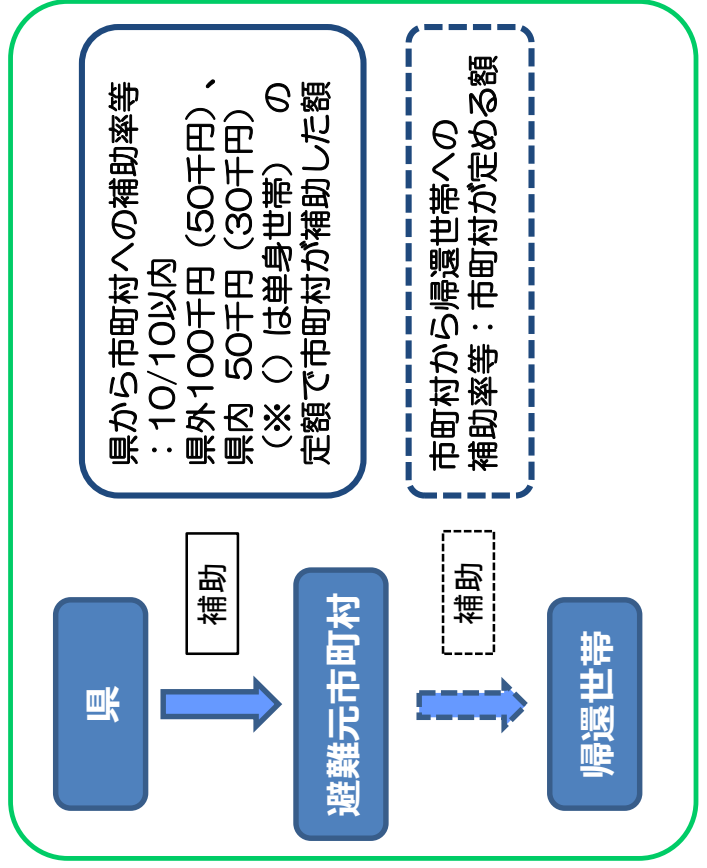 県
補助
県から市町村への補助率等
：10/10以内
県外100千円（50千円）、
県内 50千円（30千円）
（※（）は単身世帯） の
定額で市町村が補助した額
避難元市町村
補助
市町村から帰還世帯への
補助率等：市町村が定める額
帰還世帯